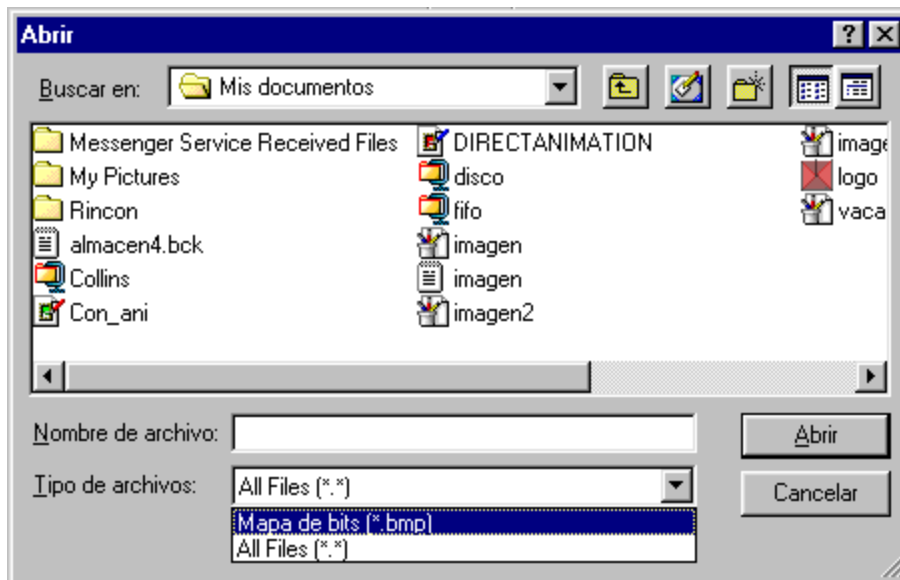 Abrir
Buscar en: Mis documentos
Messenger Service Received Files
My Pictures
Rincon
almacen4.bck
Collins
Con_ani
DIRECTANIMATION
disco
fifo
imagen
imagen
imagen2
image
logo
vaca
Nombre de archivo:
Abrir
Tipo de archivos: All Files (*.*)
Cancelar
Mapa de bits (*.bmp)
All Files (*.*)